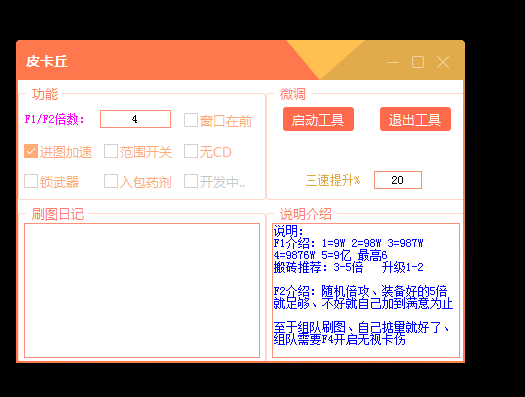 皮卡丘
功能
F1/F2倍数: 4
窗口在前
进图加速
范围开关
无CD
锁武器
入包药剂
开发中..
微调
启动工具
退出工具
三速提升% 20
刷图日记
说明介绍
说明:
F1介绍: 1=9W 2=98W 3=987W
4=9876W 5=9亿 最高6
搬砖推荐: 3-5倍 升级1-2
F2介绍: 随机倍攻、装备好的5倍
就足够、不好就自己加到满意为止
至于组队刷图、自己掂量就好了、
组队需要F4开启无视卡伤